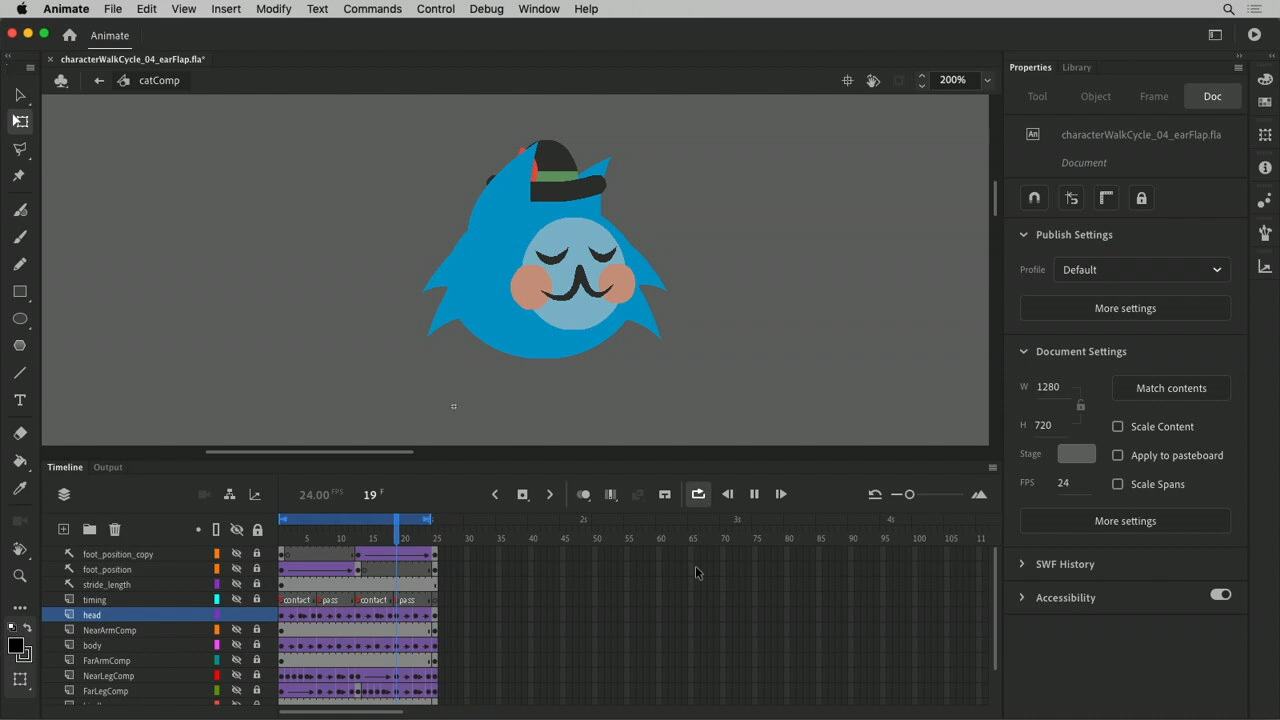 Animate File Edit View Insert Modify Text Commands Control Debug Window Help
Animate
characterWalkCycle_04_earFlap.fla*
catComp
200%
Properties Library
Tool Object Frame Doc
An characterWalkCycle_04_earFlap.fla
Document
Publish Settings
Profile Default
More settings
Document Settings
W 1280 Match contents
H 720 Scale Content
Stage Apply to pasteboard
FPS 24 Scale Spans
More settings
SWF History
Accessibility
Timeline Output
24.00 FPS 19 F
2s 3s 4s
5 10 15 20 25 30 35 40 45 50 55 60 65 70 75 80 85 90 95 100 105 11
foot_position_copy
foot_position
stride_length
timing contact pass contact pass
head
NearArmComp
body
FarArmComp
NearLegComp
FarLegComp